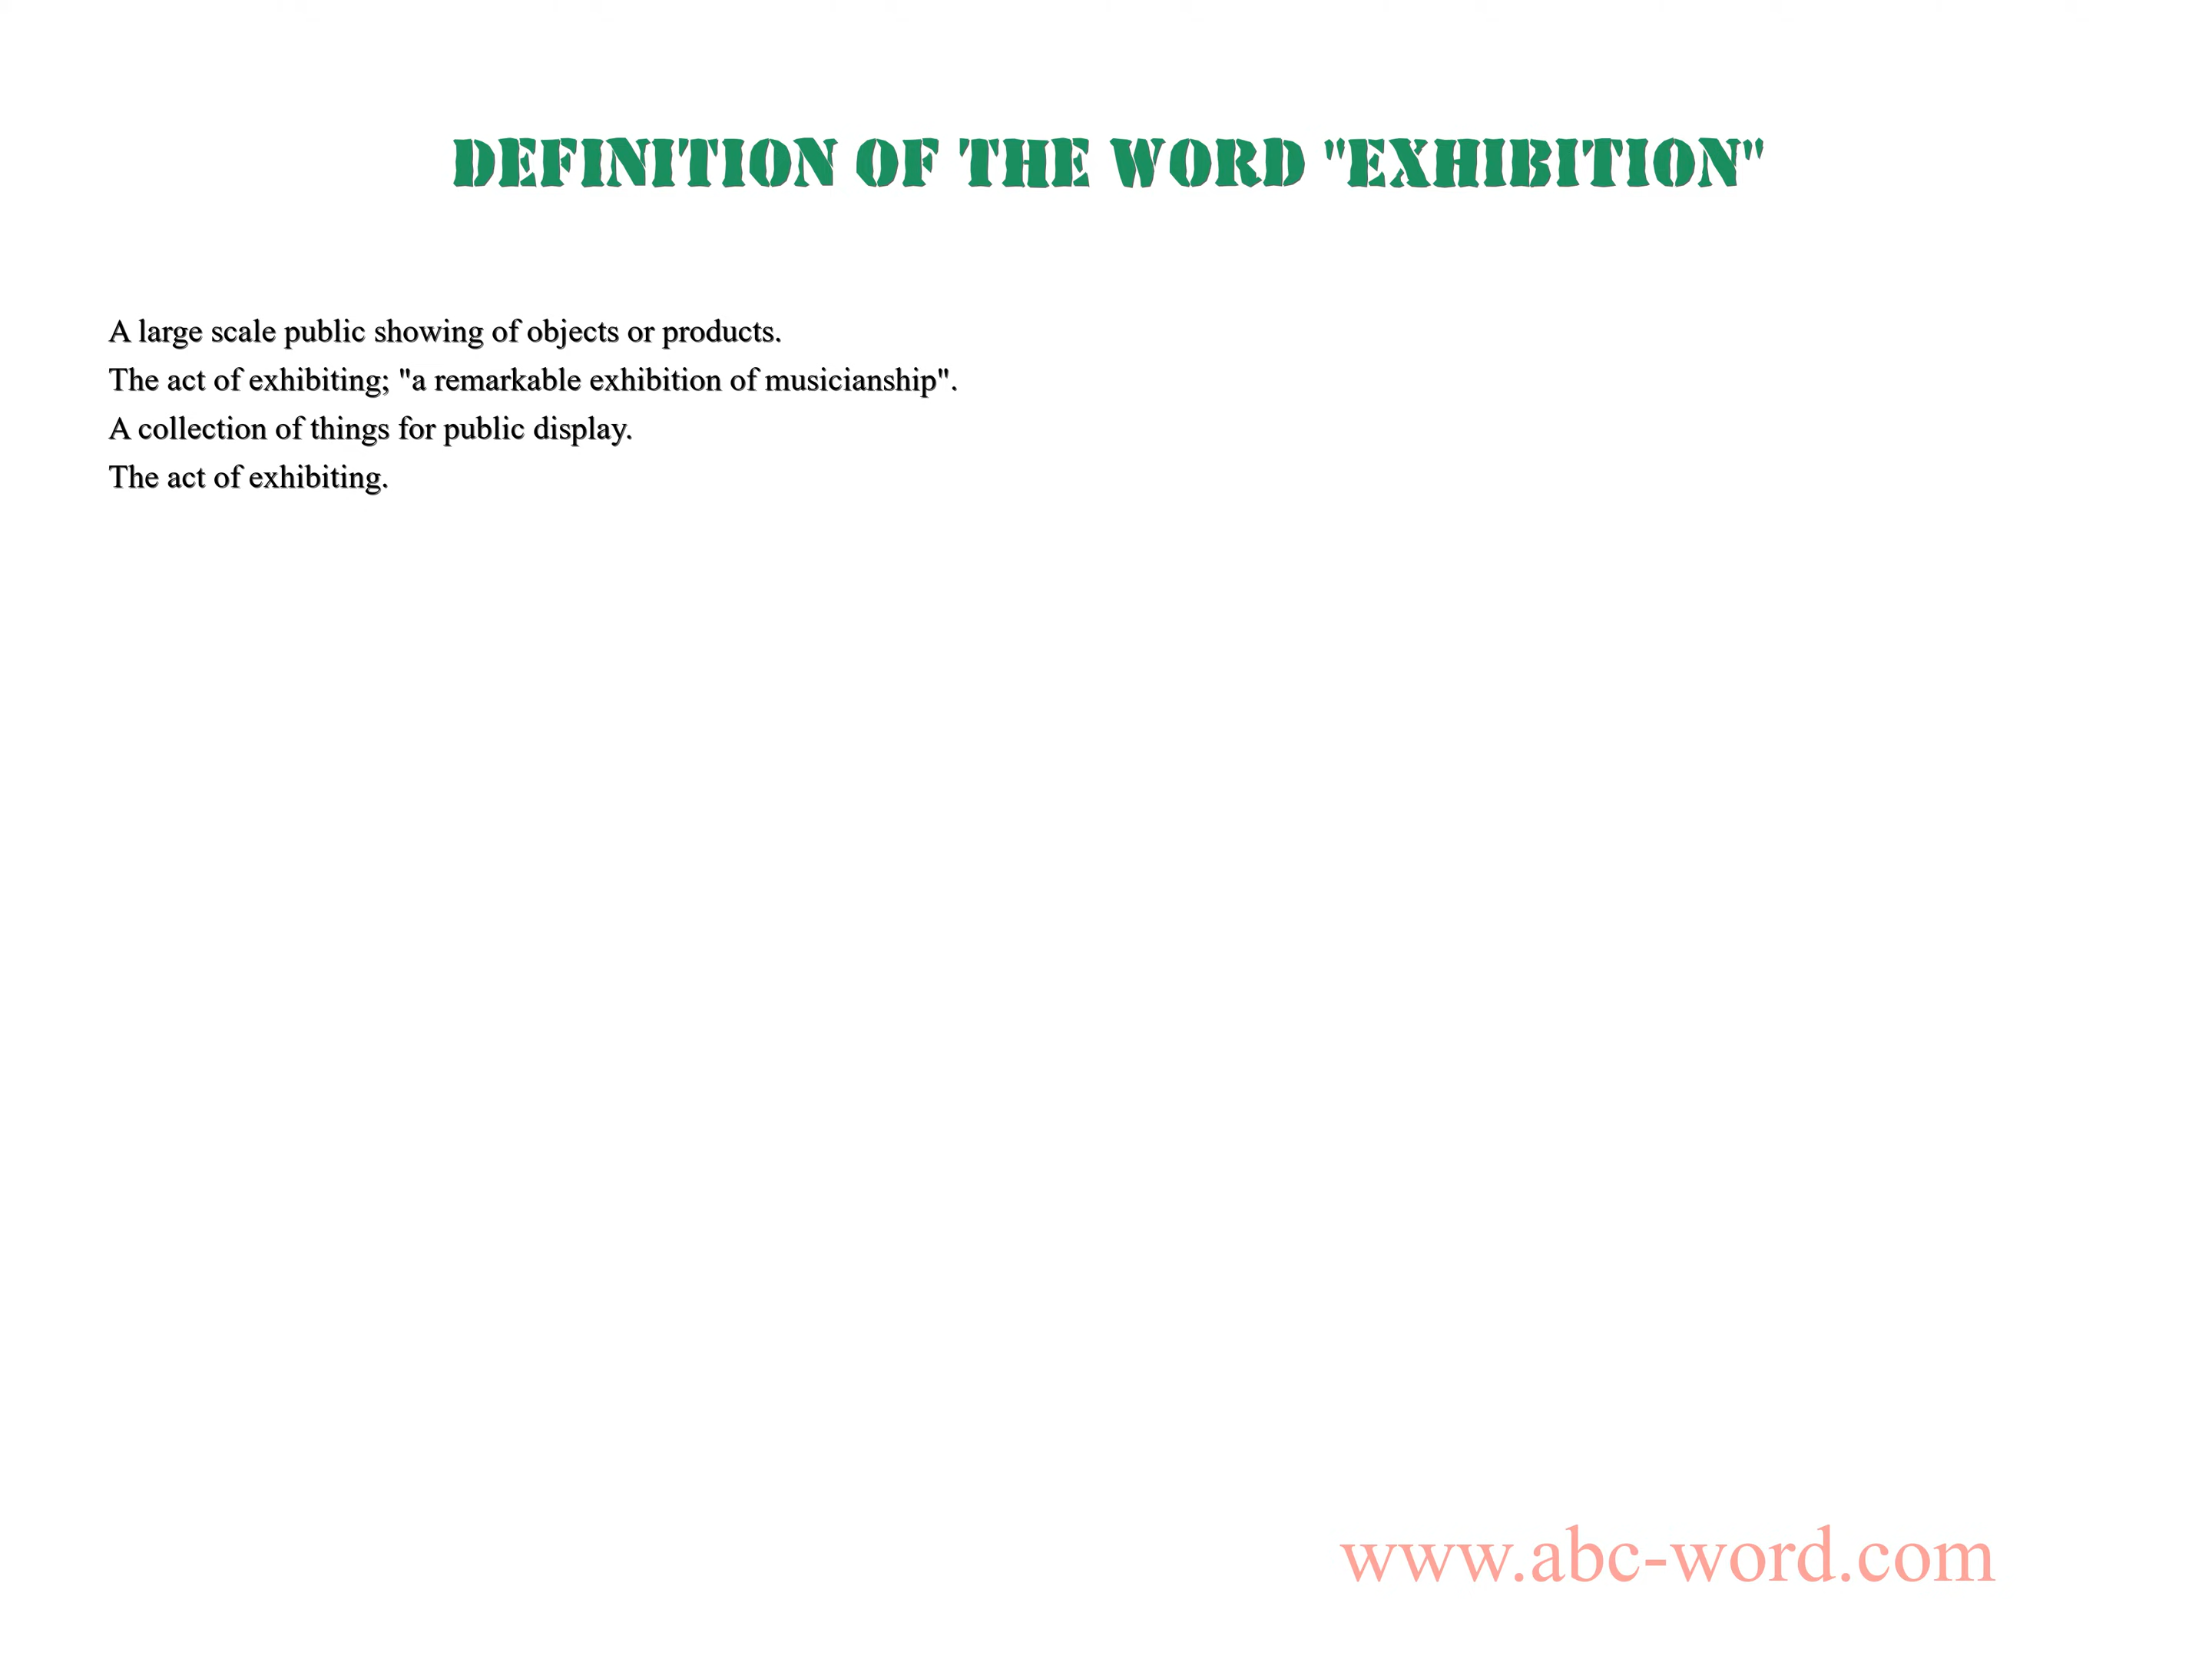 DEFINITION OF THE WORD "EXHIBITION"
A large scale public showing of objects or products.
The act of exhibiting; "a remarkable exhibition of musicianship".
A collection of things for public display.
The act of exhibiting.
www.abc-word.com